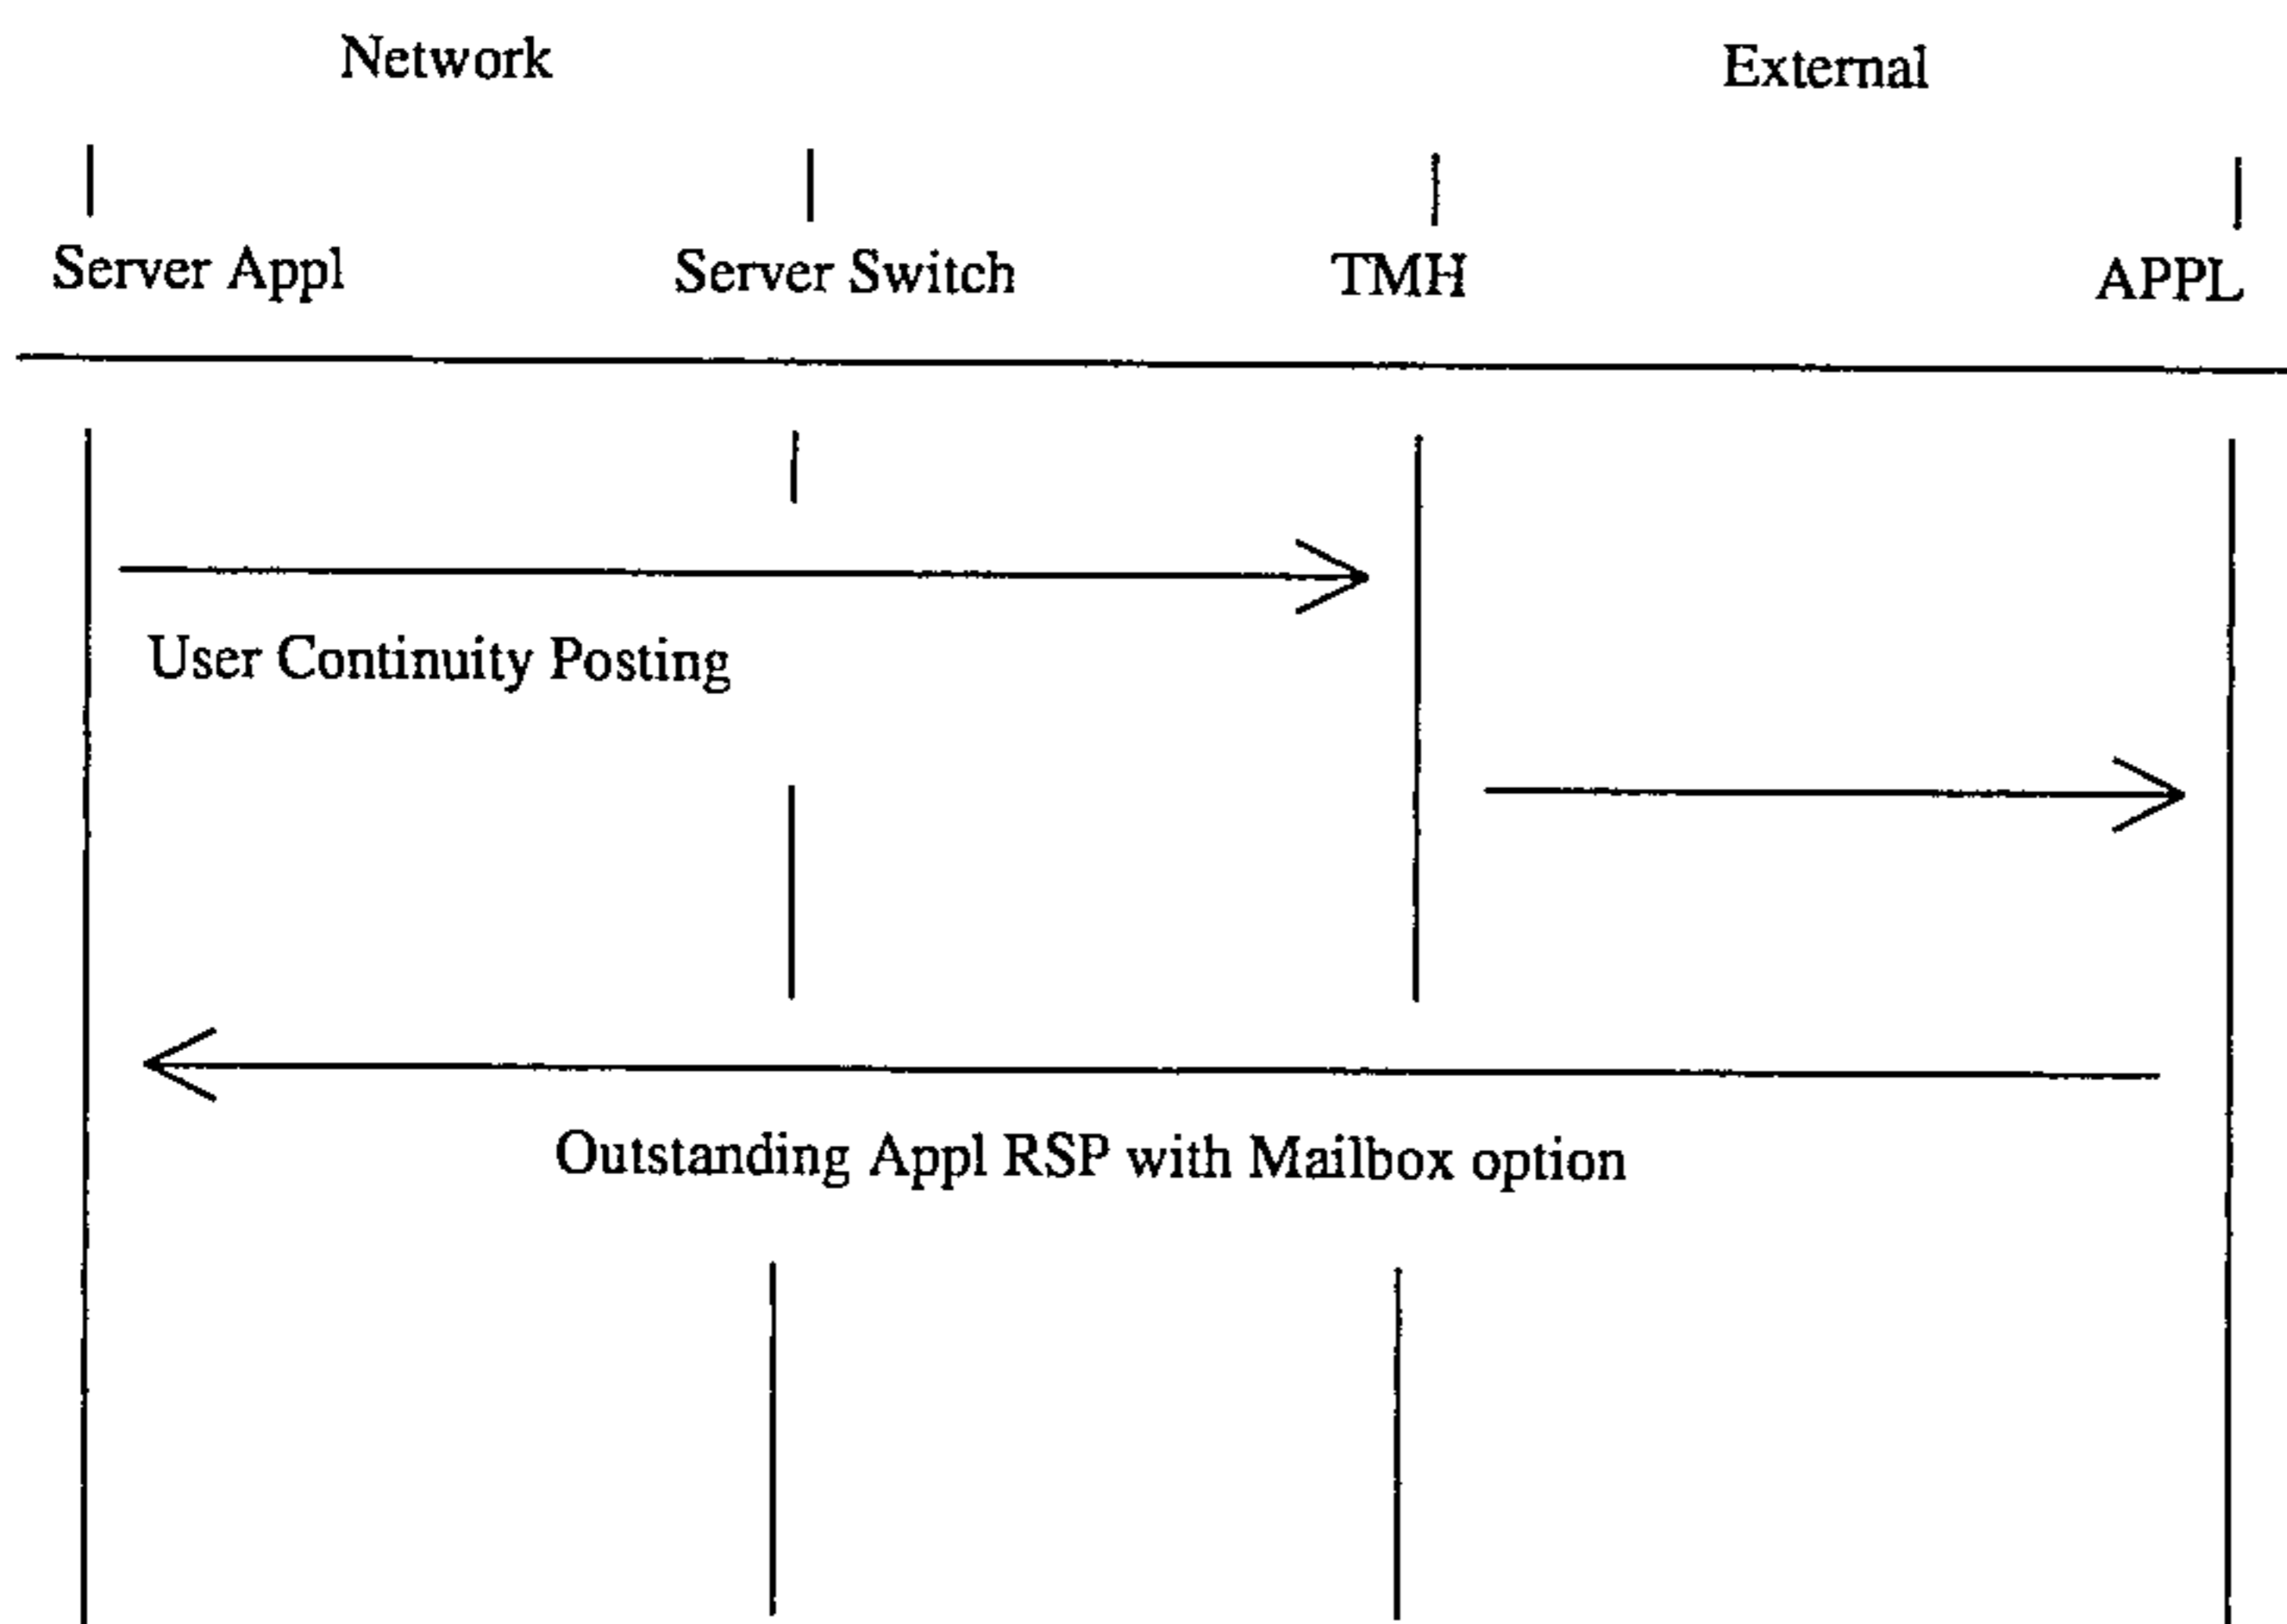 Network
External
Server Appl
Server Switch
TMH
APPL
User Continuity Posting
Outstanding Appl RSP with Mailbox option